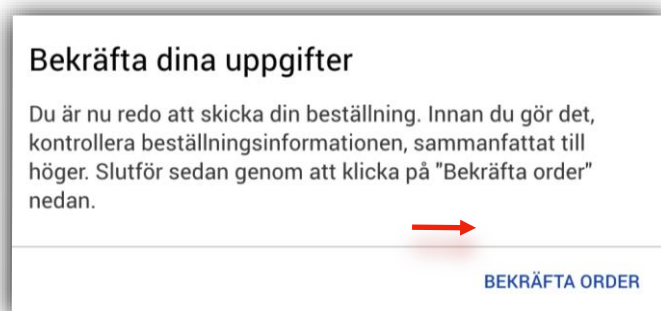 Bekräfta dina uppgifter
Du är nu redo att skicka din beställning. Innan du gör det,
kontrollera beställningsinformationen, sammanfattat till
höger. Slutför sedan genom att klicka på "Bekräfta order"
nedan.
BEKRÄFTA ORDER